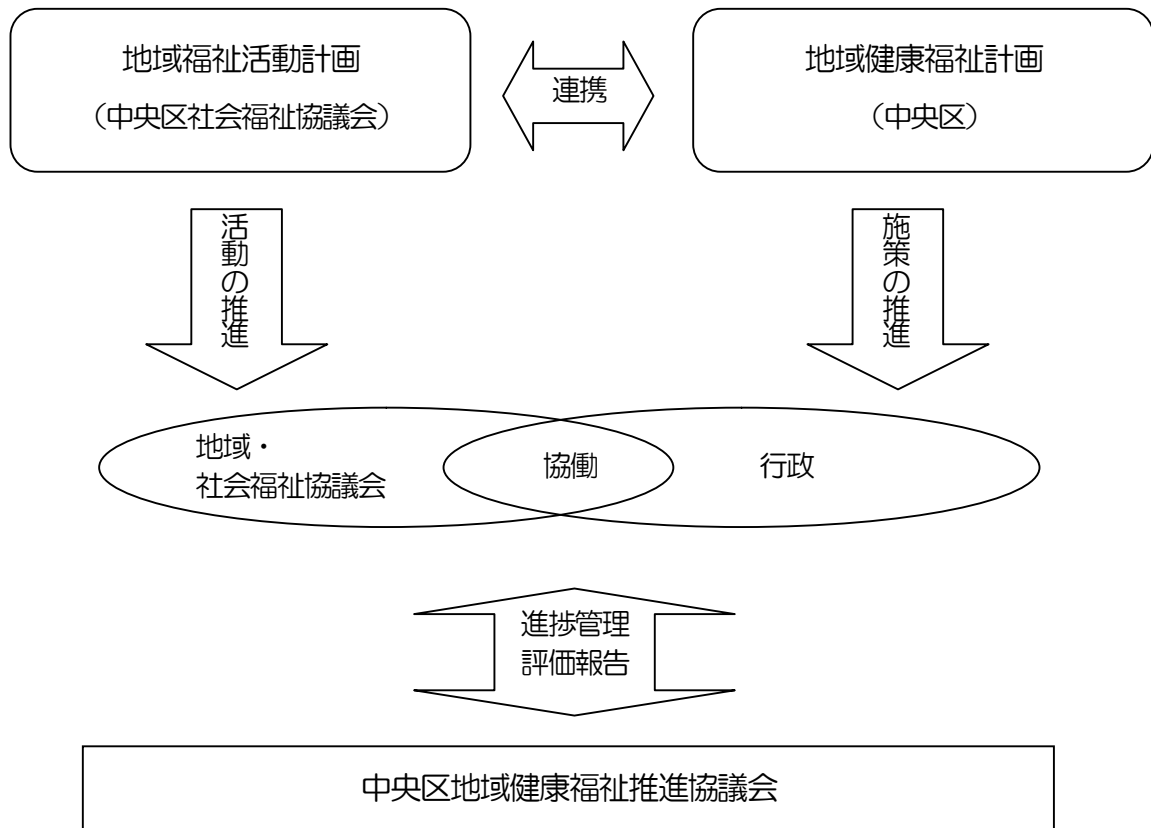 地域福祉活動計画
（中央区社会福祉協議会）
連携
地域健康福祉計画
（中央区）
活動の推進
施策の推進
地域・
社会福祉協議会
協働
行政
進捗管理
評価報告
中央区地域健康福祉推進協議会